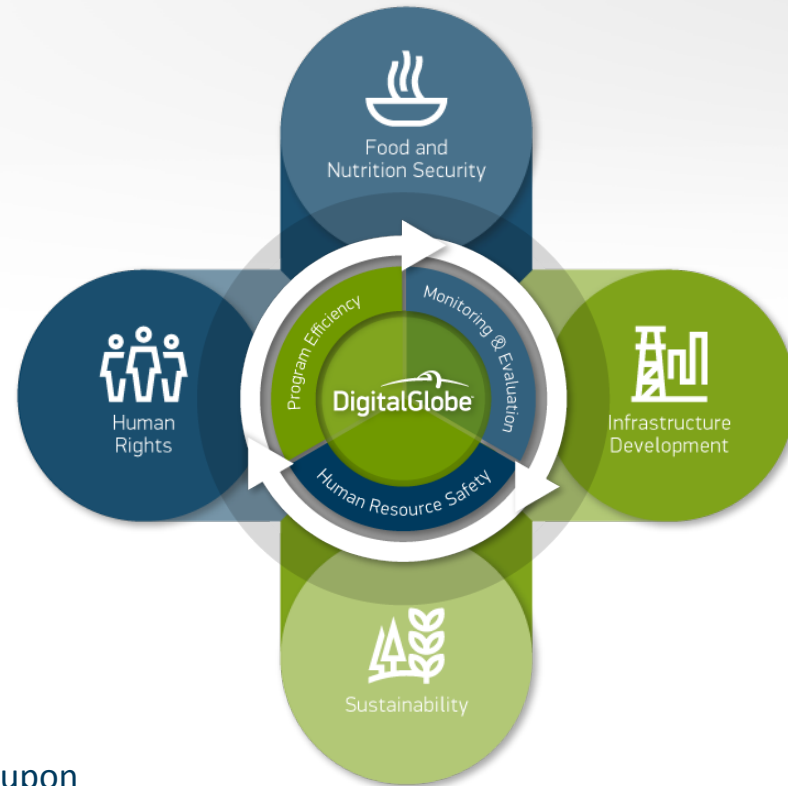 Food and
Nutrition Security
Program Efficiency
Monitoring & Evaluation
DigitalGlobe
Human
Rights
Infrastructure
Development
Human Resource Safety
Sustainability
upon